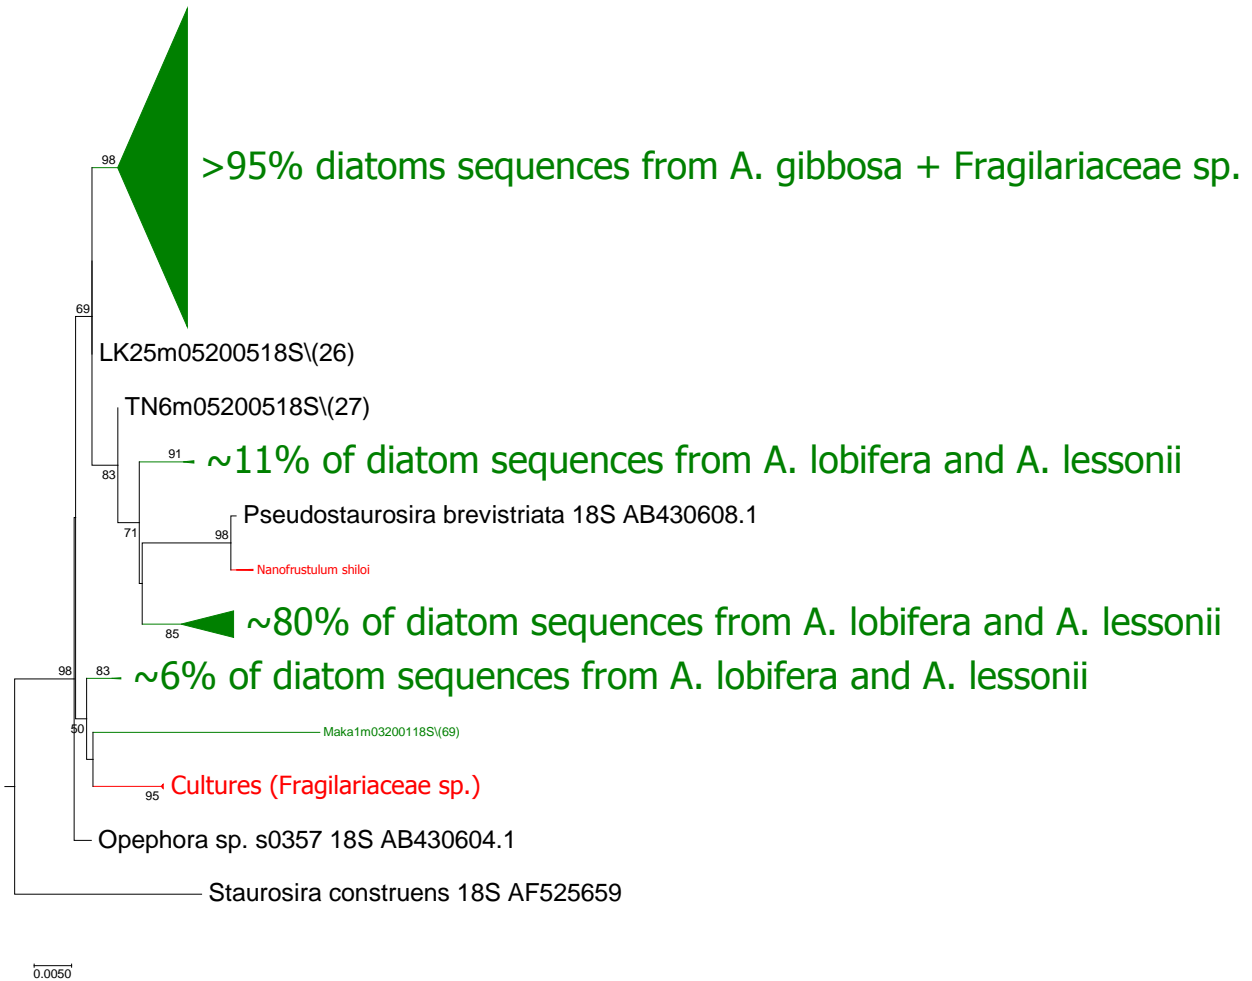 98
>95% diatoms sequences from A. gibbosa + Fragilariaceae sp.
69
LK25m05200518S\(26)
TN6m05200518S\(27)
91
~11% of diatom sequences from A. lobifera and A. lessonii
83
Pseudostaurosira brevistriata 18S AB430608.1
71
98
Nanofrustulum shiloi
~80% of diatom sequences from A. lobifera and A. lessonii
85
98
83
~6% of diatom sequences from A. lobifera and A. lessonii
50
Maka1m03200118S\(69)
Cultures (Fragilariaceae sp.)
95
Opephora sp. s0357 18S AB430604.1
Staurosira construens 18S AF525659
0.0050